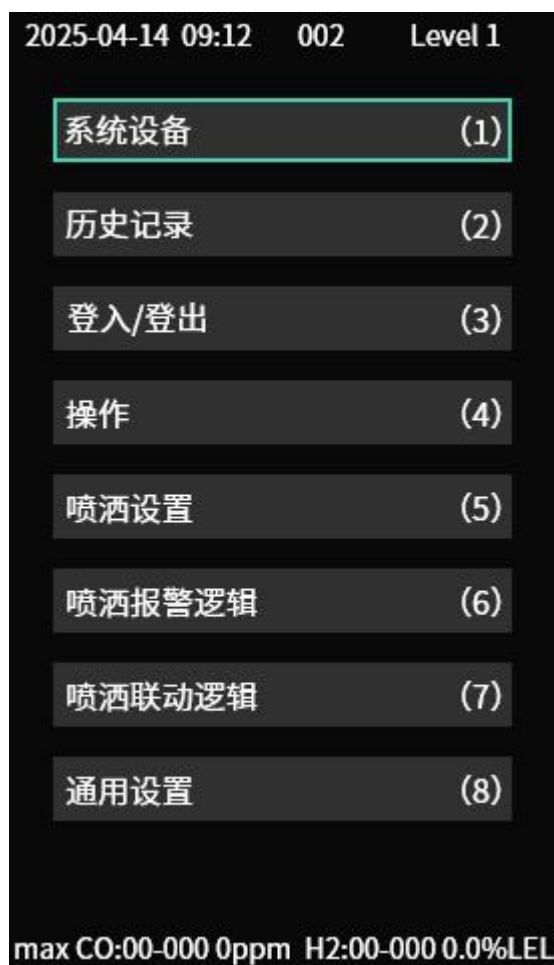 2025-04-14 09:12 002 Level 1
系统设备 (1)
历史记录 (2)
登入/登出 (3)
操作 (4)
喷洒设置 (5)
喷洒报警逻辑 (6)
喷洒联动逻辑 (7)
通用设置 (8)
max CO:00-000 0ppm H2:00-000 0.0%LEL